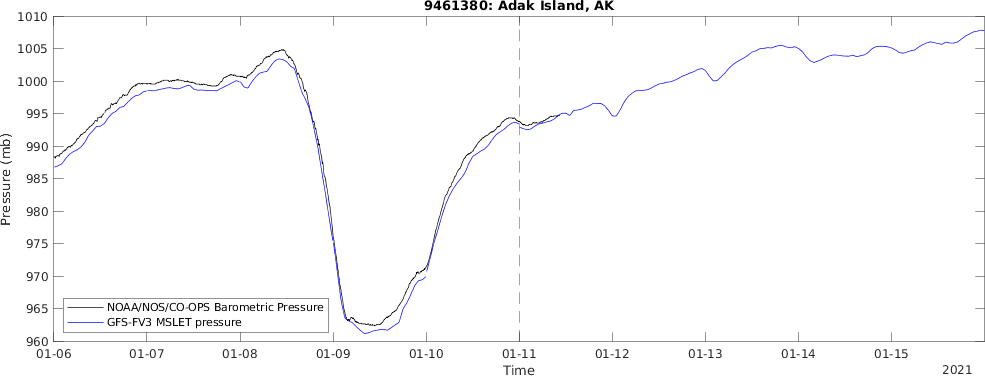 9461380: Adak Island, AK
1010
1005
1000
995
990
985
980
975
970
965
960
Pressure (mb)
NOAA/NOS/CO-OPS Barometric Pressure
GFS-FV3 MSLET pressure
01-06 01-07 01-08 01-09 01-10 01-11 01-12 01-13 01-14 01-15
Time
2021